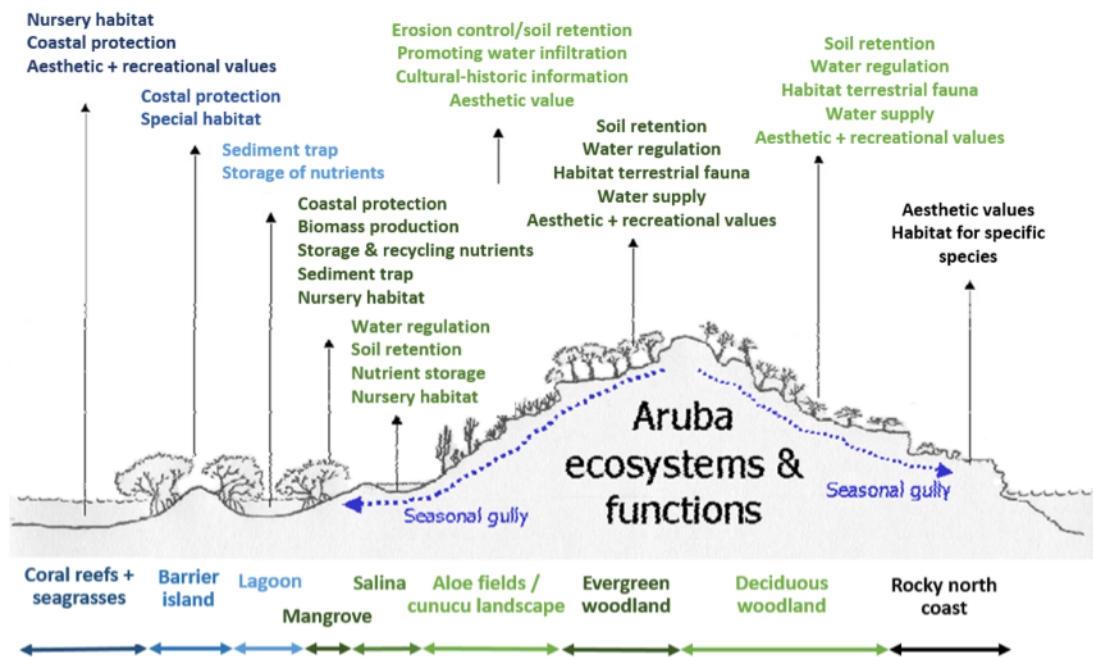 Nursery habitat
Coastal protection
Aesthetic + recreational values
Costal protection
Special habitat
Sediment trap
Storage of nutrients
Coastal protection
Biomass production
Storage & recycling nutrients
Sediment trap
Nursery habitat
Water regulation
Soil retention
Nutrient storage
Nursery habitat
Erosion control/soil retention
Promoting water infiltration
Cultural-historic information
Aesthetic value
Soil retention
Water regulation
Habitat terrestrial fauna
Water supply
Aesthetic + recreational values
Soil retention
Water regulation
Habitat terrestrial fauna
Water supply
Aesthetic + recreational values
Aesthetic values
Habitat for specific
species
Aruba
ecosystems &
functions
Seasonal gully
Seasonal gully
Coral reefs +
seagrasses
Barrier
island
Lagoon
Mangrove
Salina
Aloe fields /
cunucu landscape
Evergreen
woodland
Deciduous
woodland
Rocky north
coast